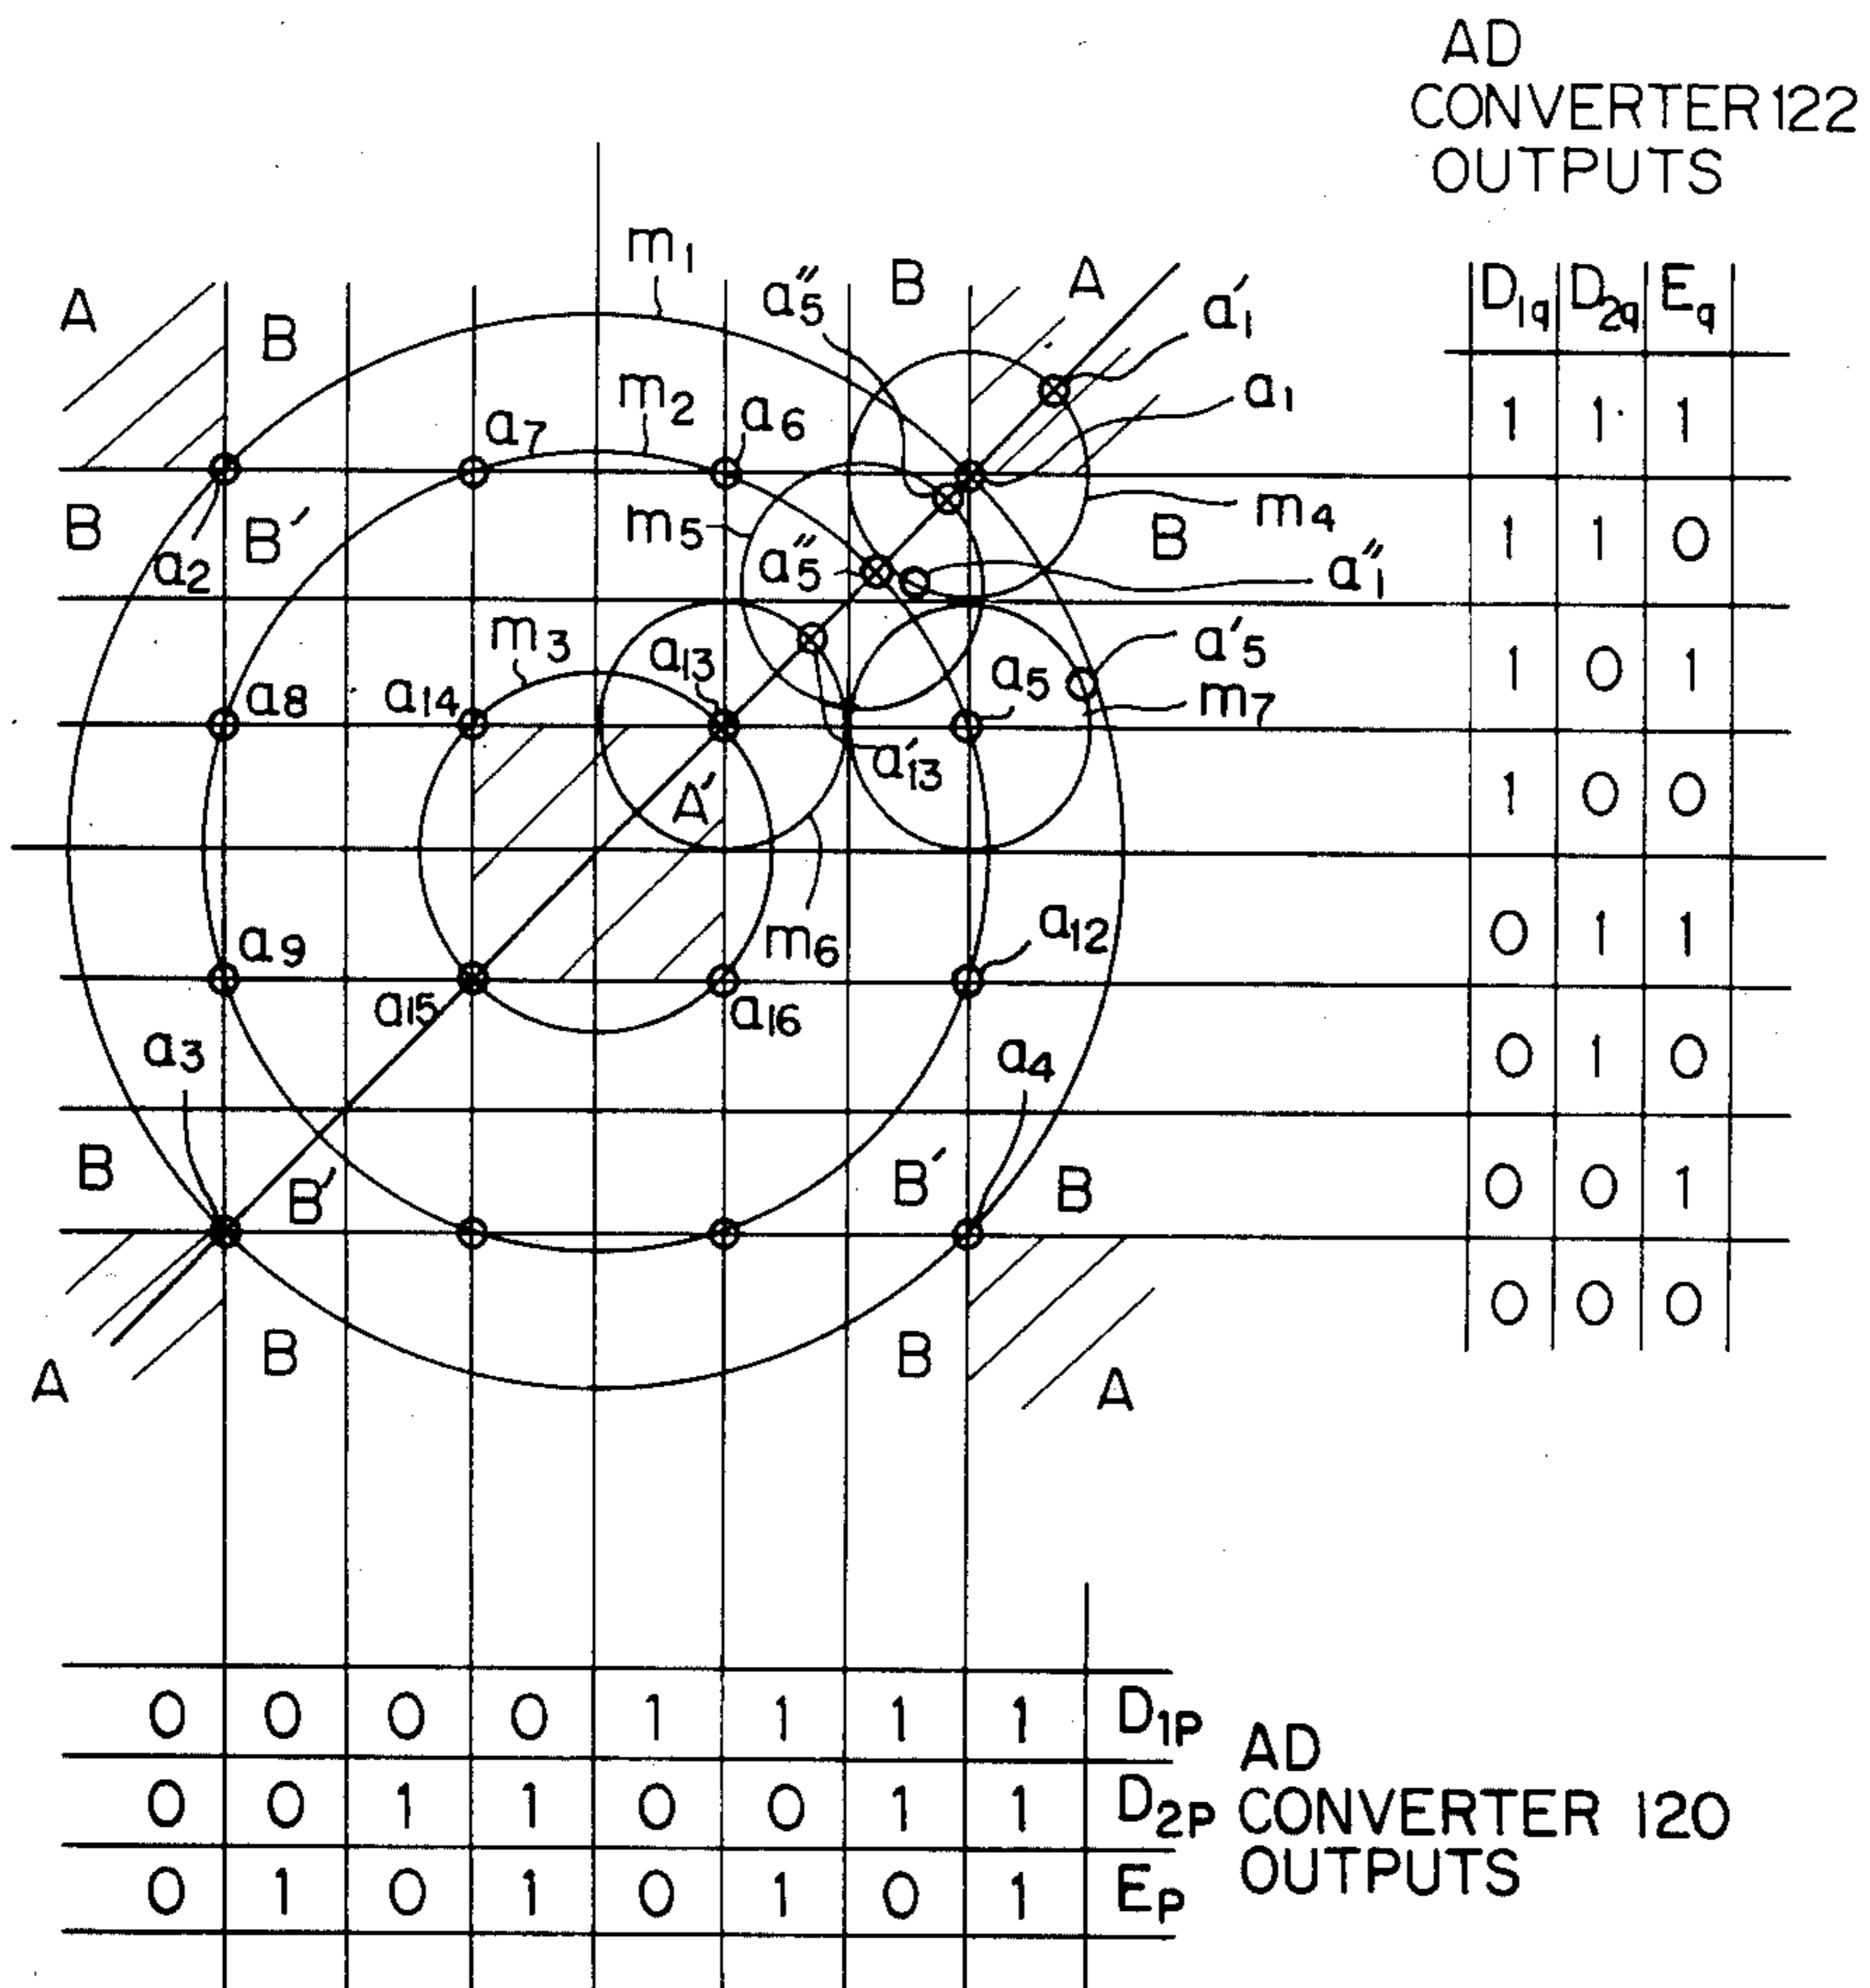 AD
CONVERTER 122
OUTPUTS
m1
A
B
a″5
B
A
a′1
D1q D2q Eq
a7
m2
a6
a1
1 1 1
B
a2
B′
m5
a″5
B
m4
a″1
1 1 0
m3
a13
a5
a′5
m7
1 0 1
a8
a14
a′13
A′
1 0 0
a9
m6
a12
0 1 1
a15
a16
a3
a4
0 1 0
B
B′
B′
B
0 0 1
A
B
B
A
0 0 0
0 0 0 0 1 1 1 1 D1P
0 0 1 1 0 0 1 1 D2P
0 1 0 1 0 1 0 1 EP
AD
CONVERTER 120
OUTPUTS